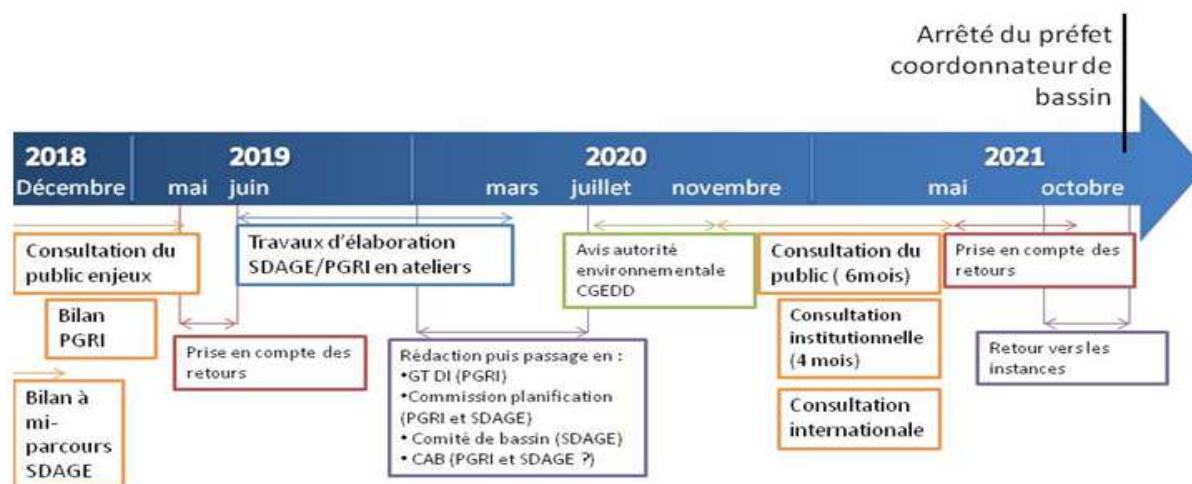 Arrêté du préfet
coordonnateur de
bassin
2018
2019
2020
2021
Décembre
mai
juin
mars
juillet
novembre
mai
octobre
Consultation du
public enjeux
Bilan
PGRI
Bilan à
mi-
parcours
SDAGE
Prise en compte des
retours
Travaux d'élaboration
SDAGE/PGRI en ateliers
Rédaction puis passage en :
•GT DI (PGRI)
•Commission planification
(PGRI et SDAGE)
• Comité de bassin (SDAGE)
• CAB (PGRI et SDAGE ?)
Avis autorité
environnementale
CGEDD
Consultation du
public ( 6mois)
Consultation
institutionnelle
(4 mois)
Consultation
internationale
Prise en compte des
retours
Retour vers les
instances